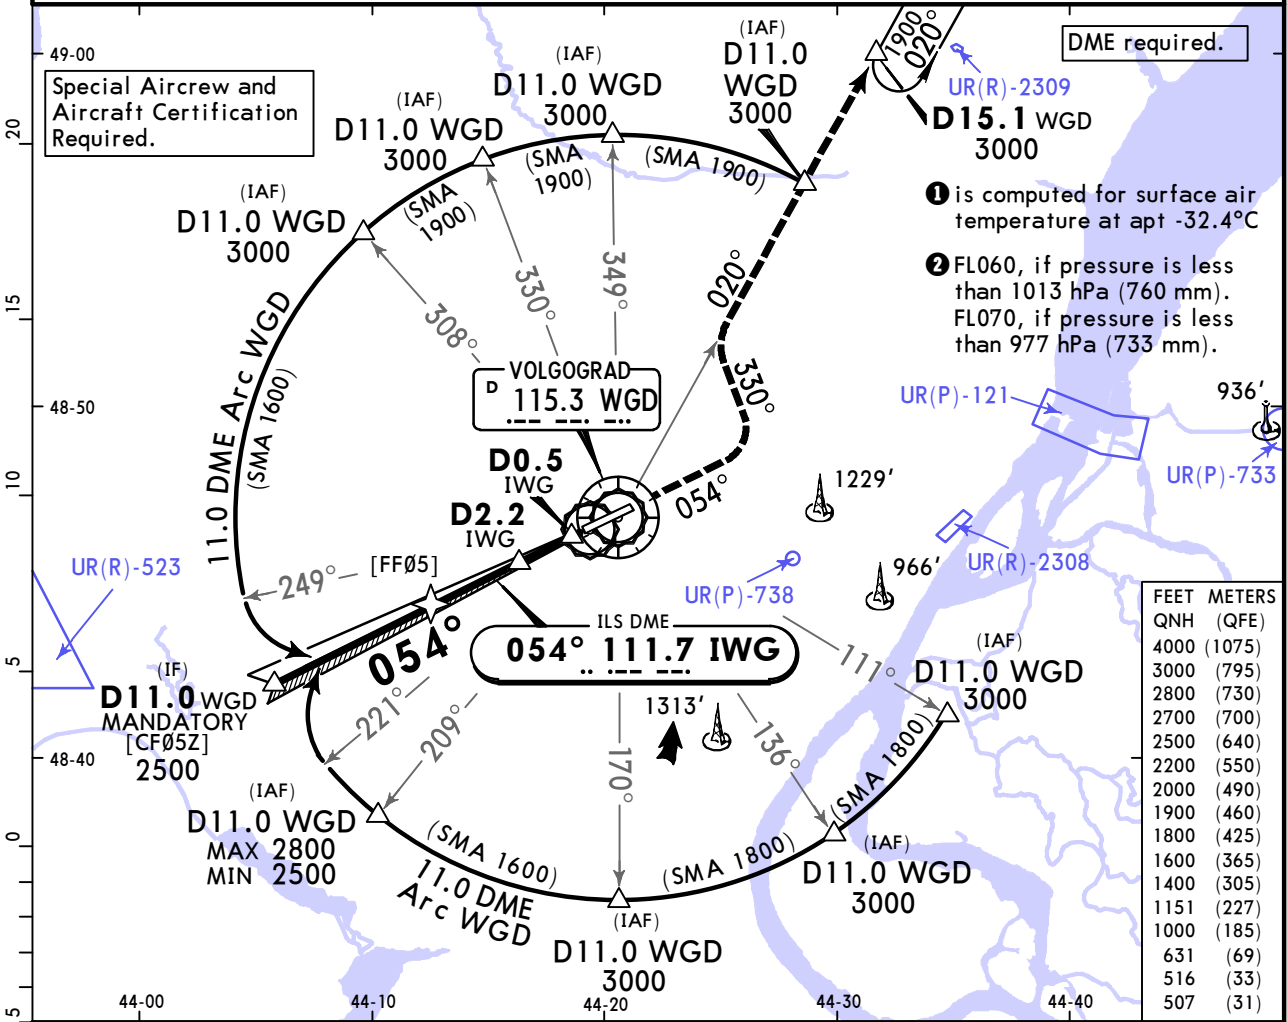 49-00
20
15
48-50
10
5
48-40
0
5
44-00
44-10
44-20
44-30
44-40
Special Aircrew and
Aircraft Certification
Required.
DME required.
(IAF)
D11.0 WGD
3000
(IAF)
D11.0 WGD
3000
(IAF)
D11.0 WGD
3000
(IAF)
D11.0
WGD
3000
1900
020°
UR(R)-2309
D15.1 WGD
3000
(SMA
1900)
(SMA
1900)
(SMA 1900)
❶ is computed for surface air
temperature at apt -32.4°C
❷ FL060, if pressure is less
than 1013 hPa (760 mm).
FL070, if pressure is less
than 977 hPa (733 mm).
11.0 DME Arc WGD
(SMA 1600)
308°
330°
349°
020°
330°
054°
VOLGOGRAD
D 115.3 WGD
D0.5
IWG
D2.2
IWG
[FFØ5]
249°
UR(R)-523
UR(P)-121
936'
UR(P)-733
1229'
UR(R)-2308
966'
UR(P)-738
ILS DME
054° 111.7 IWG
054°
(IF)
D11.0 WGD
MANDATORY
[CFØ5Z]
2500
221°
209°
170°
136°
111°
1313'
(IAF)
D11.0 WGD
3000
(SMA 1800)
(IAF)
D11.0 WGD
MAX 2800
MIN 2500
(SMA 1600)
11.0 DME
Arc WGD
(SMA 1800)
(IAF)
D11.0 WGD
3000
(IAF)
D11.0 WGD
3000
FEET METERS
QNH (QFE)
4000 (1075)
3000 (795)
2800 (730)
2700 (700)
2500 (640)
2200 (550)
2000 (490)
1900 (460)
1800 (425)
1600 (365)
1400 (305)
1151 (227)
1000 (185)
631 (69)
516 (33)
507 (31)